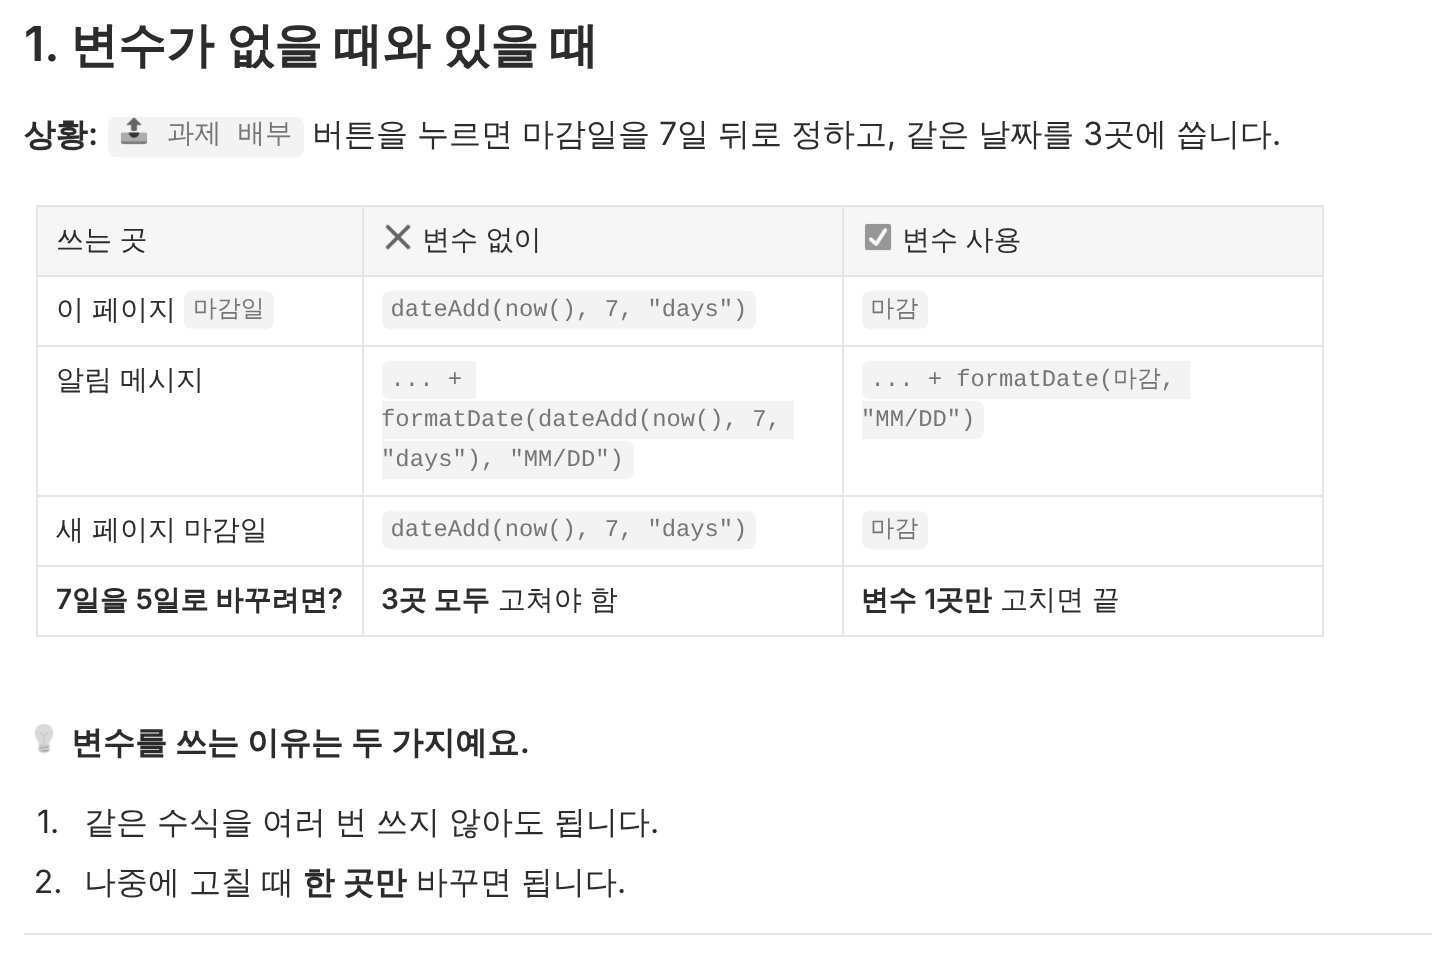 1. 변수가 없을 때와 있을 때
상황: 📤 과제 배부 버튼을 누르면 마감일을 7일 뒤로 정하고, 같은 날짜를 3곳에 씁니다.
쓰는 곳
❌ 변수 없이
☑ 변수 사용
이 페이지 마감일
dateAdd(now(), 7, "days")
마감
알림 메시지
... +
formatDate(dateAdd(now(), 7,
"days"), "MM/DD")
... + formatDate(마감,
"MM/DD")
새 페이지 마감일
dateAdd(now(), 7, "days")
마감
7일을 5일로 바꾸려면?
3곳 모두 고쳐야 함
변수 1곳만 고치면 끝
💡 변수를 쓰는 이유는 두 가지예요.
1. 같은 수식을 여러 번 쓰지 않아도 됩니다.
2. 나중에 고칠 때 한 곳만 바꾸면 됩니다.